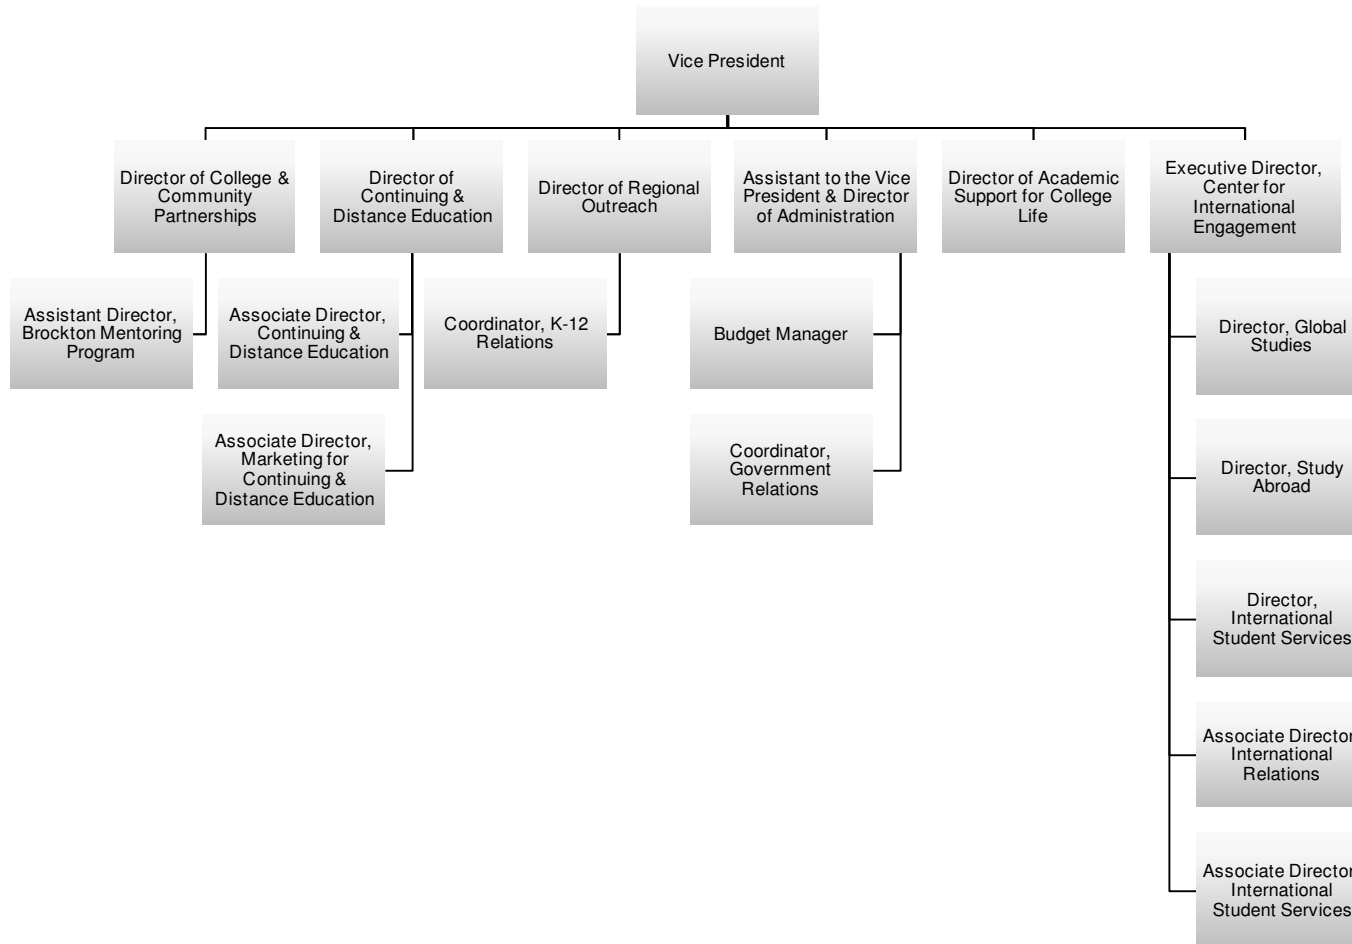 Vice President
Director of College &
Community
Partnerships
Director of
Continuing &
Distance Education
Director of Regional
Outreach
Assistant to the Vice
President & Director
of Administration
Director of Academic
Support for College
Life
Executive Director,
Center for
International
Engagement
Assistant Director,
Brockton Mentoring
Program
Associate Director,
Continuing &
Distance Education
Coordinator, K-12
Relations
Budget Manager
Director, Global
Studies
Associate Director,
Marketing for
Continuing &
Distance Education
Coordinator,
Government
Relations
Director, Study
Abroad
Director,
International
Student Services
Associate Director
International
Relations
Associate Director
International
Student Services